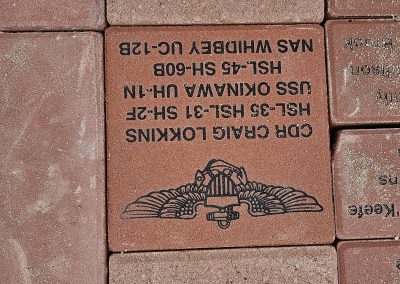 CDR CRAIG LOKKINS
HSL-35 HSL-31 SH-2F
USS OKINAWA UH-1N
HSL-45 SH-60B
NAS WHIDBEY UC-12B
O'Keefe